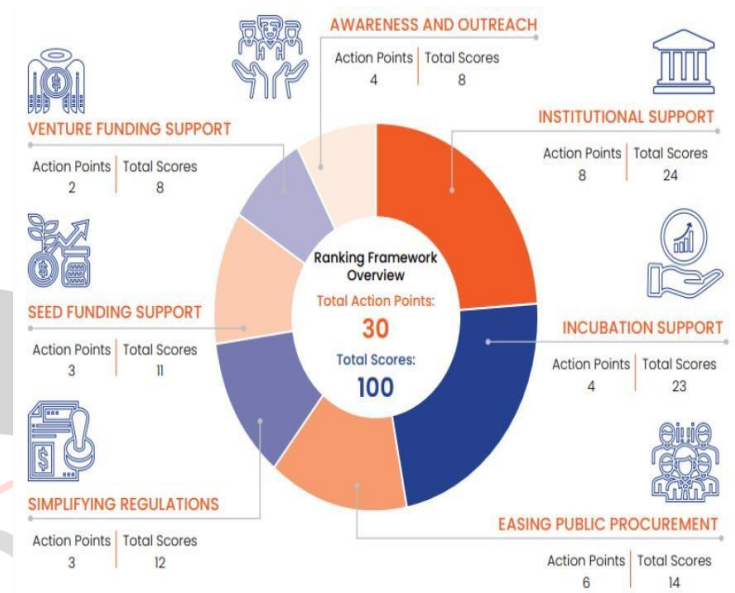 AWARENESS AND OUTREACH
Action Points Total Scores
4 8
VENTURE FUNDING SUPPORT
Action Points Total Scores
2 8
INSTITUTIONAL SUPPORT
Action Points Total Scores
8 24
Ranking Framework
Overview
Total Action Points:
30
Total Scores:
100
SEED FUNDING SUPPORT
Action Points Total Scores
3 11
INCUBATION SUPPORT
Action Points Total Scores
4 23
SIMPLIFYING REGULATIONS
Action Points Total Scores
3 12
EASING PUBLIC PROCUREMENT
Action Points Total Scores
6 14